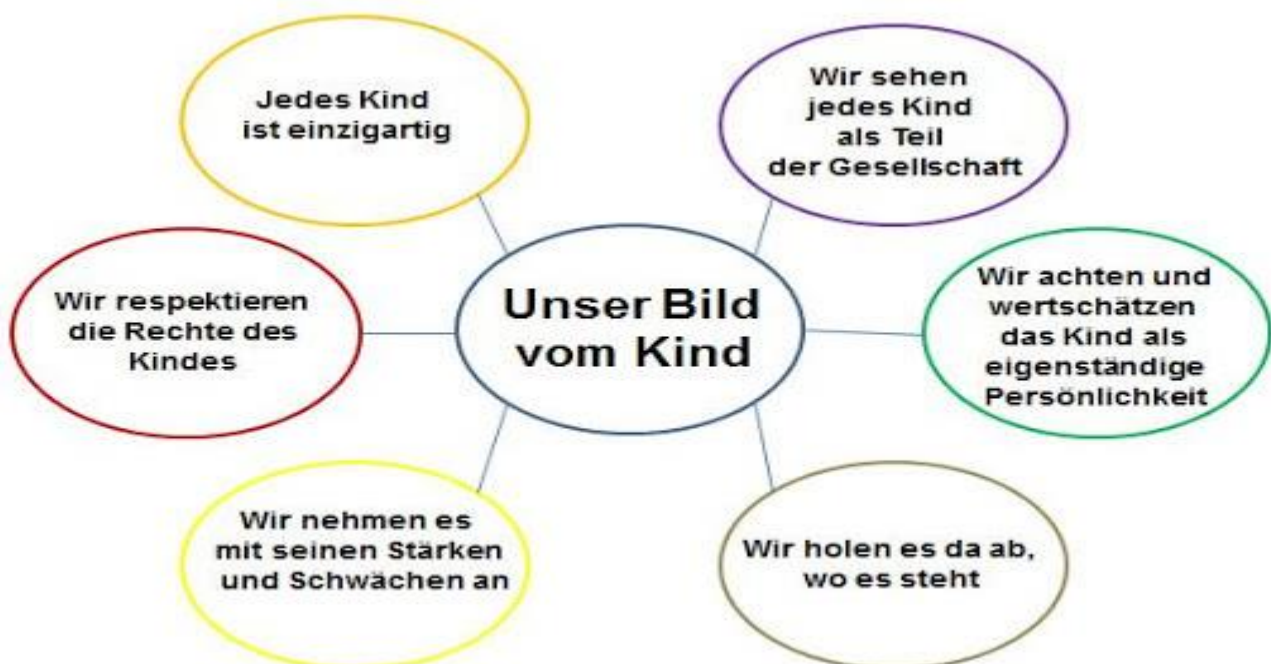 Jedes Kind
ist einzigartig
Wir sehen
jedes Kind
als Teil
der Gesellschaft
Wir respektieren
die Rechte des
Kindes
Unser Bild
vom Kind
Wir achten und
wertschätzen
das Kind als
eigenständige
Persönlichkeit
Wir nehmen es
mit seinen Stärken
und Schwächen an
Wir holen es da ab,
wo es steht